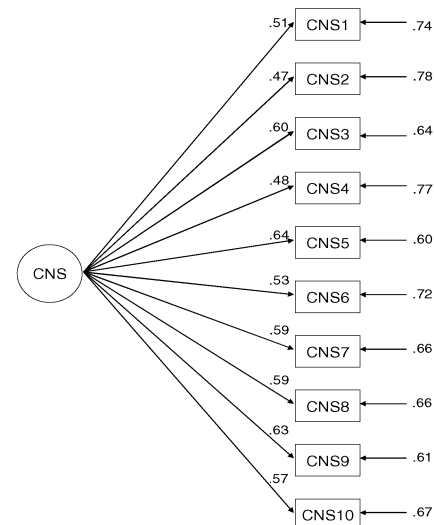 .51 CNS1 .74
.47 CNS2 .78
.60 CNS3 .64
.48 CNS4 .77
.64 CNS5 .60
CNS
.53 CNS6 .72
.59 CNS7 .66
.59 CNS8 .66
.63 CNS9 .61
.57 CNS10 .67